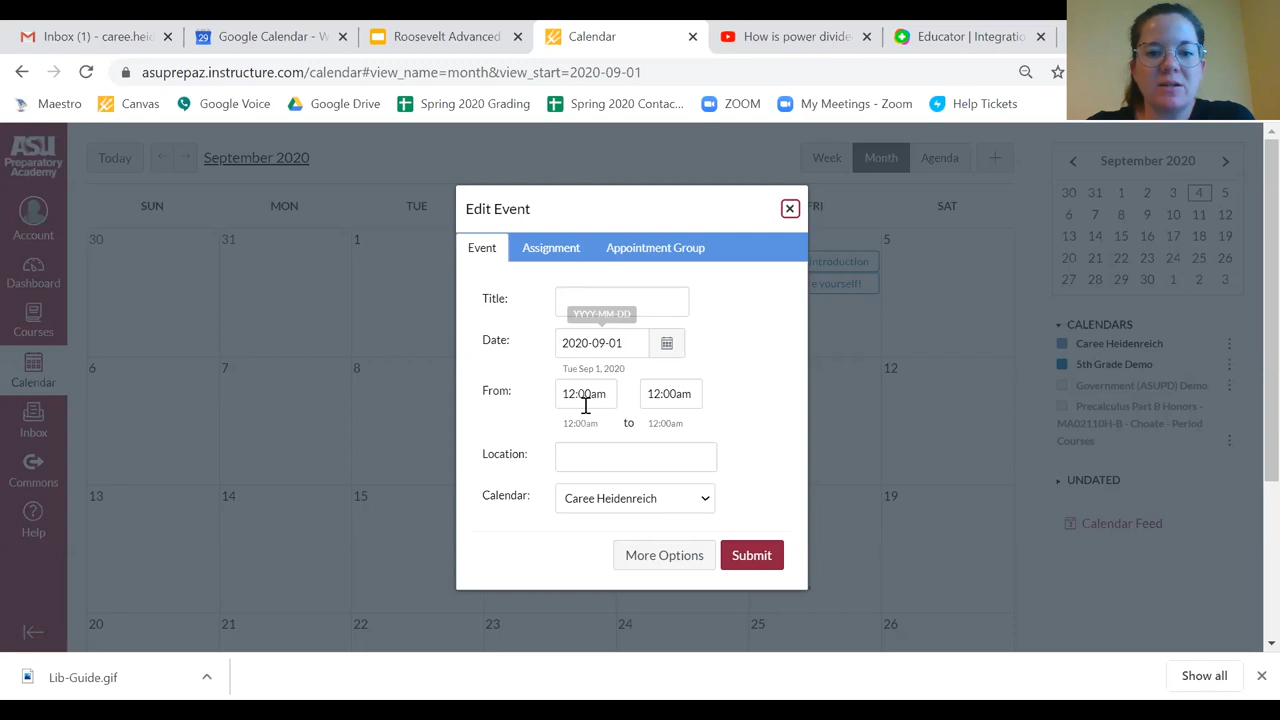 Inbox (1) - caree.heid
Google Calendar - W
Roosevelt Advanced
Calendar
How is power divide
Educator | Integratio
asuprepaz.instructure.com/calendar#view_name=month&view_start=2020-09-01
Maestro
Canvas
Google Voice
Google Drive
Spring 2020 Grading
Spring 2020 Contac...
ZOOM
My Meetings - Zoom
Help Tickets
ASU
Preparatory
Academy
Account
Dashboard
Courses
Calendar
Inbox
Commons
Help
Today
September 2020
Week
Month
Agenda
SUN
MON
TUE
FRI
SAT
30
31
1
5
ntroduction
e yourself!
6
7
8
12
13
14
15
19
20
21
22
23
24
25
26
Edit Event
Event
Assignment
Appointment Group
Title:
YYYY-MM-DD
Date:
2020-09-01
Tue Sep 1, 2020
From:
12:00am
12:00am
12:00am
to
12:00am
Location:
Calendar:
Caree Heidenreich
More Options
Submit
September 2020
30 31 1 2 3 4 5
6 7 8 9 10 11 12
13 14 15 16 17 18 19
20 21 22 23 24 25 26
27 28 29 30 1 2 3
CALENDARS
Caree Heidenreich
5th Grade Demo
Government (ASUPD) Demo
Precalculus Part B Honors -
MA02110H-B - Choate - Period
Courses
UNDATED
Calendar Feed
Lib-Guide.gif
Show all